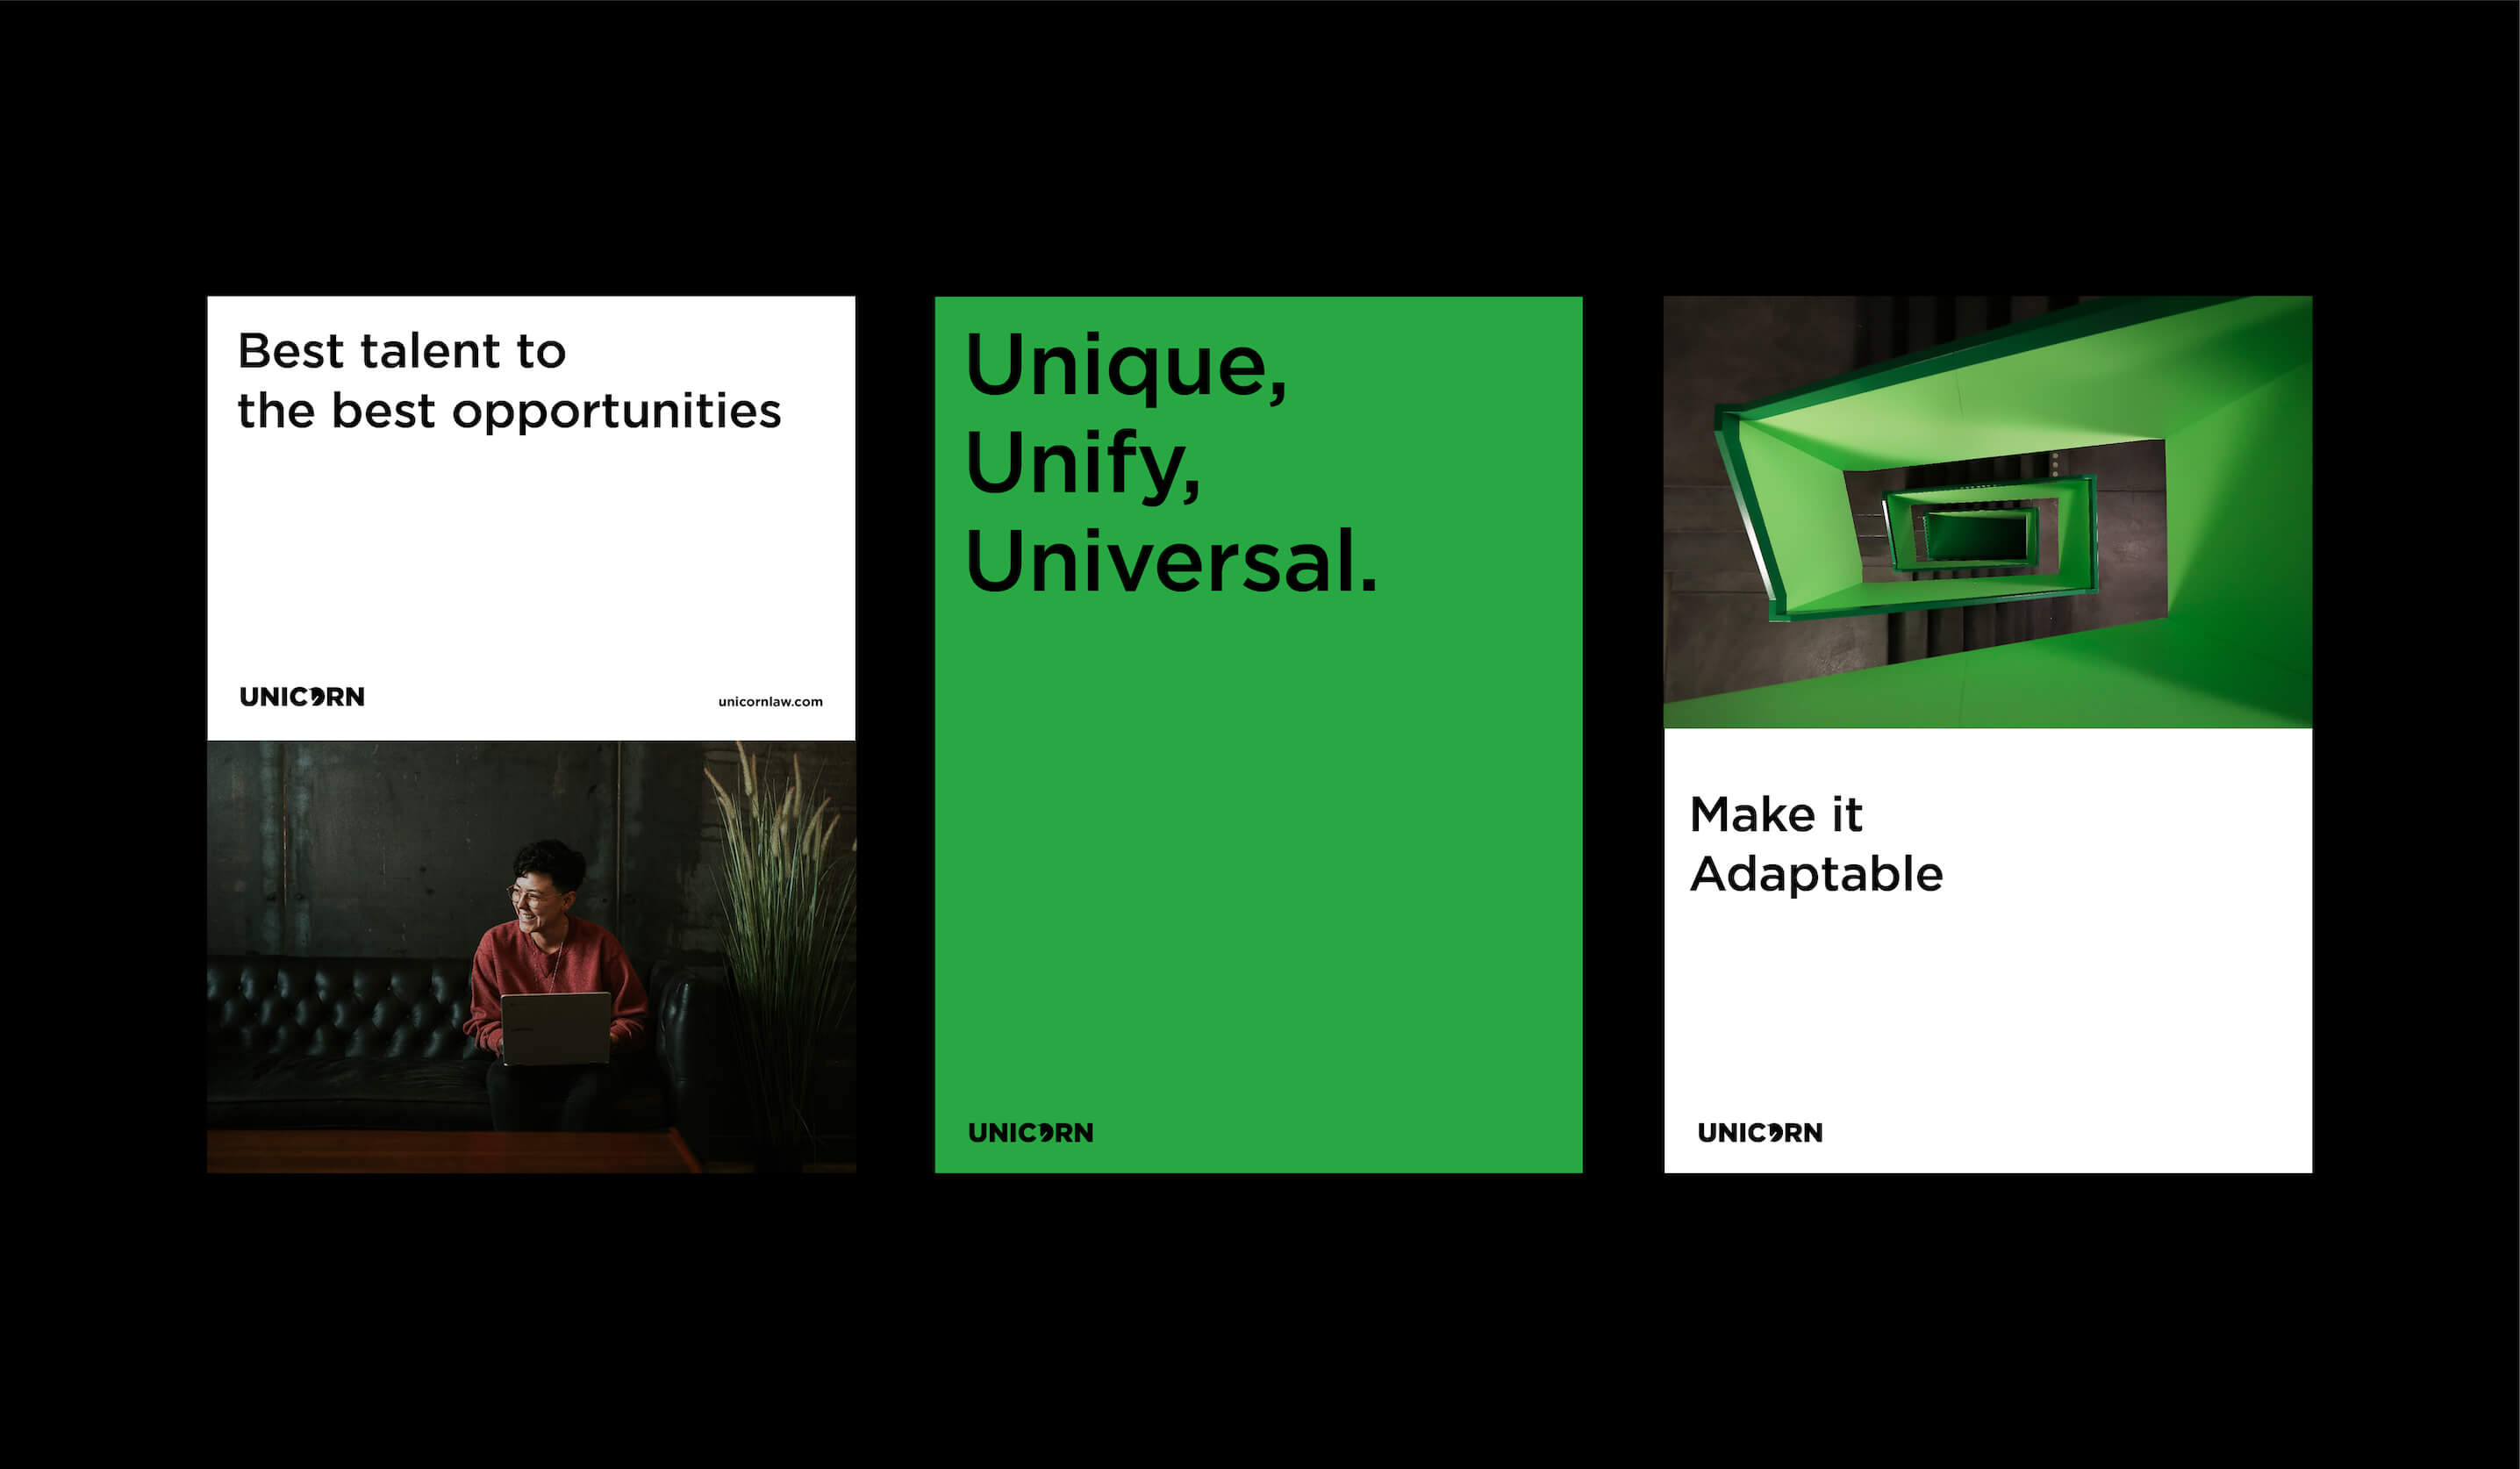 Best talent to
the best opportunities
UNICORN
unicornlaw.com
Unique,
Unify,
Universal.
UNICORN
Make it
Adaptable
UNICORN